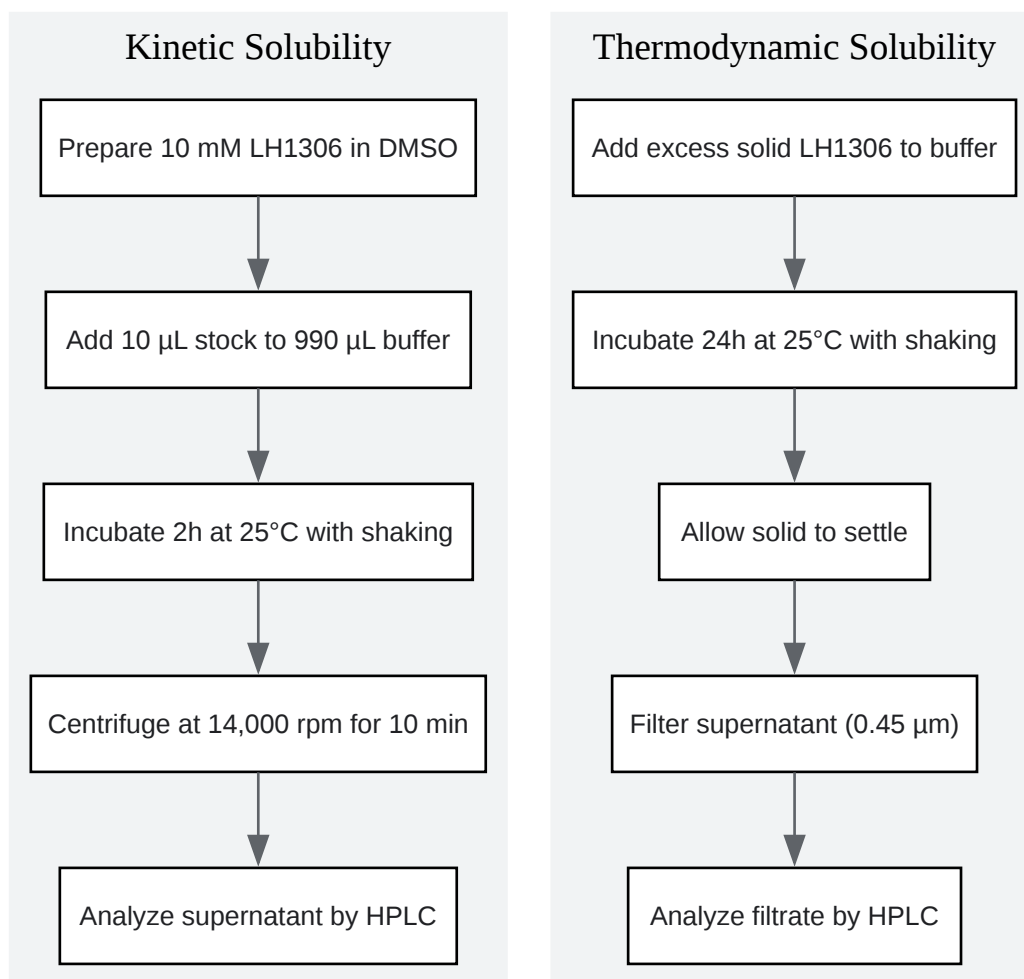 Kinetic Solubility
Prepare 10 mM LH1306 in DMSO
Add 10 µL stock to 990 µL buffer
Incubate 2h at 25°C with shaking
Centrifuge at 14,000 rpm for 10 min
Analyze supernatant by HPLC
Thermodynamic Solubility
Add excess solid LH1306 to buffer
Incubate 24h at 25°C with shaking
Allow solid to settle
Filter supernatant (0.45 µm)
Analyze filtrate by HPLC